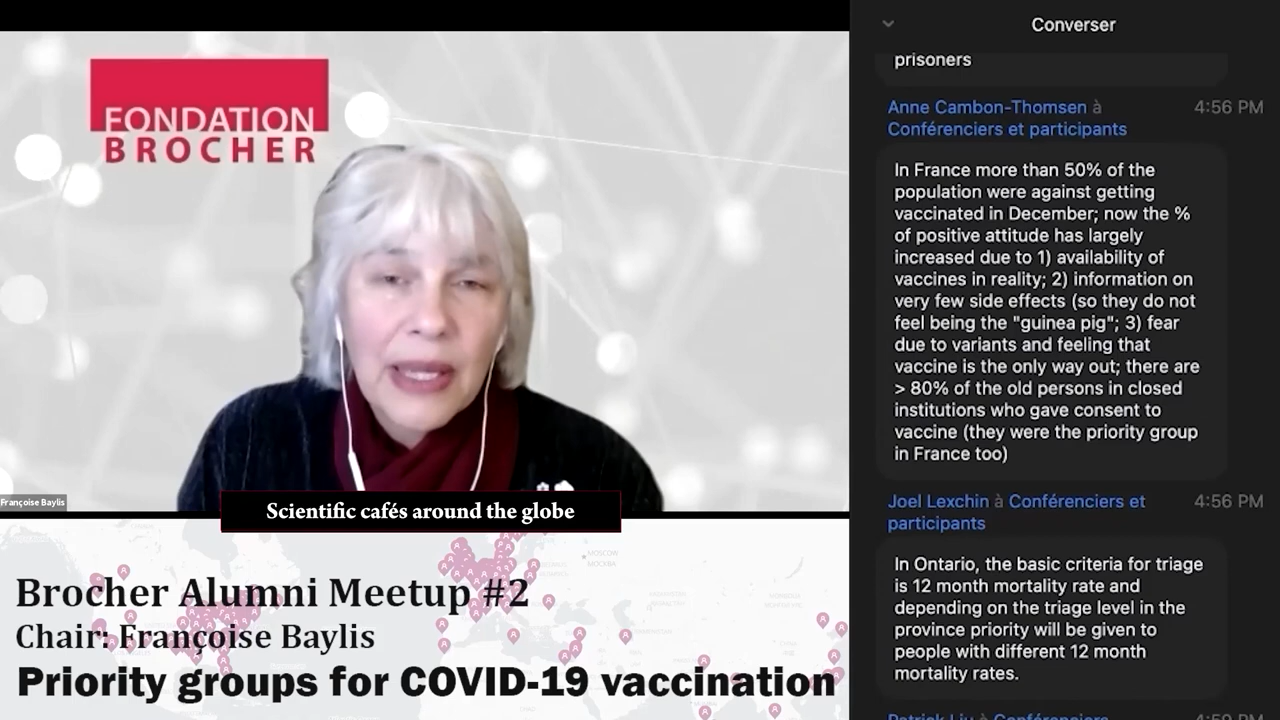 FONDATION
BROCHER
Françoise Baylis
Scientific cafés around the globe
MOSCOW
МОСКВА
Brocher Alumni Meetup #2
Chair: Françoise Baylis
Priority groups for COVID-19 vaccination
Converser
prisoners
Anne Cambon-Thomsen à
Conférenciers et participants
4:56 PM
In France more than 50% of the
population were against getting
vaccinated in December; now the %
of positive attitude has largely
increased due to 1) availability of
vaccines in reality; 2) information on
very few side effects (so they do not
feel being the "guinea pig"; 3) fear
due to variants and feeling that
vaccine is the only way out; there are
> 80% of the old persons in closed
institutions who gave consent to
vaccine (they were the priority group
in France too)
Joel Lexchin à Conférenciers et
participants
4:56 PM
In Ontario, the basic criteria for triage
is 12 month mortality rate and
depending on the triage level in the
province priority will be given to
people with different 12 month
mortality rates.
Patrick Liu à Conférenciers
4:59 PM